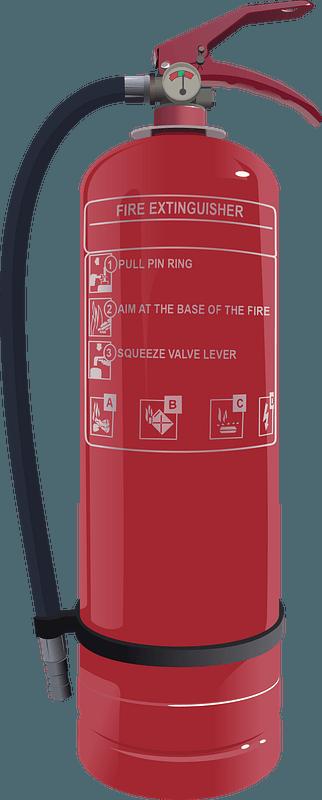 FIRE EXTINGUISHER
1 PULL PIN RING
2 AIM AT THE BASE OF THE FIRE
3 SQUEEZE VALVE LEVER
A B C